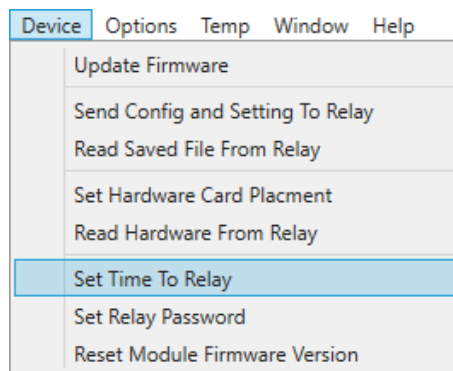 Device Options Temp Window Help
Update Firmware
Send Config and Setting To Relay
Read Saved File From Relay
Set Hardware Card Placment
Read Hardware From Relay
Set Time To Relay
Set Relay Password
Reset Module Firmware Version